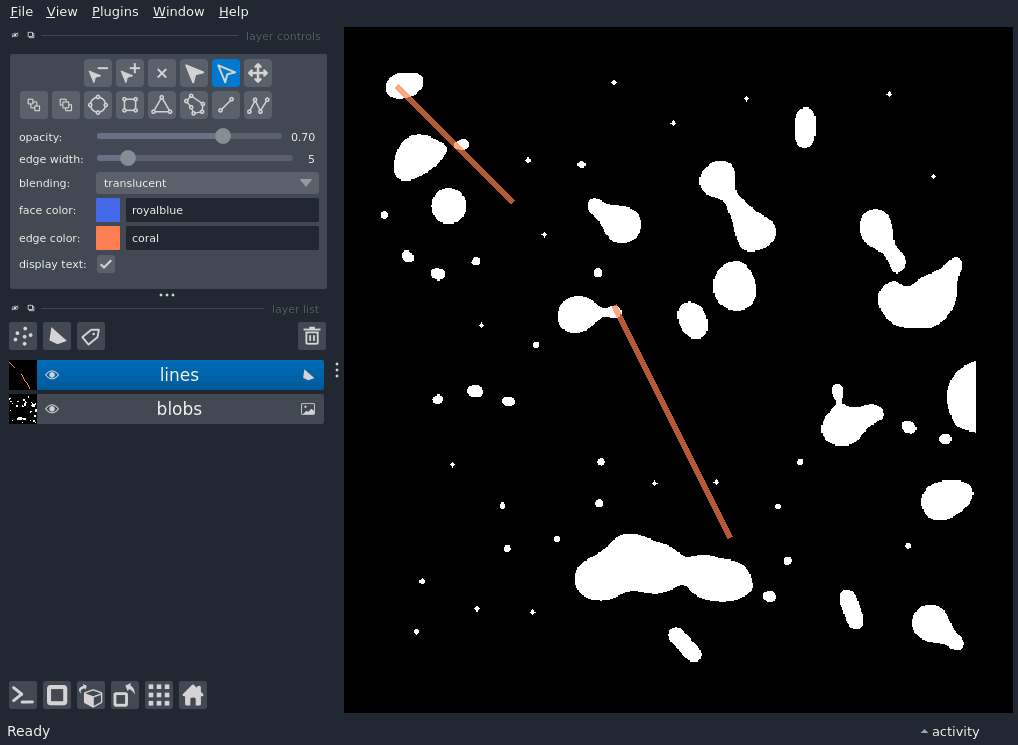 File View Plugins Window Help
layer controls
opacity: 0.70
edge width: 5
blending: translucent
face color: royalblue
edge color: coral
display text:
layer list
lines
blobs
Ready activity